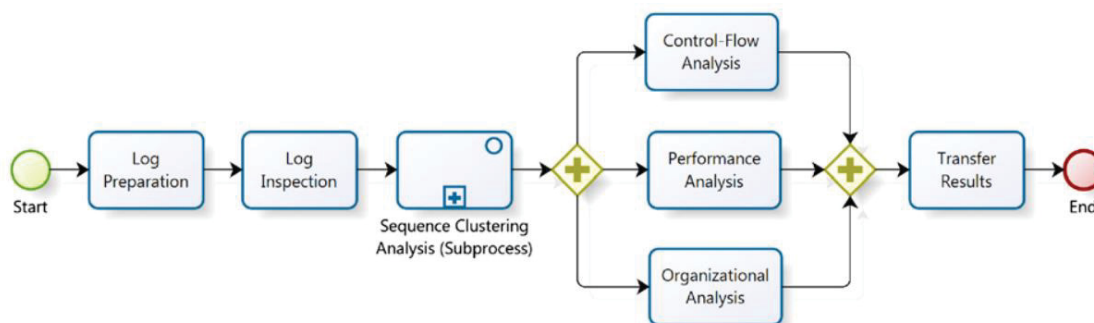 Start
Log
Preparation
Log
Inspection
Sequence Clustering
Analysis (Subprocess)
Control-Flow
Analysis
Performance
Analysis
Organizational
Analysis
Transfer
Results
End